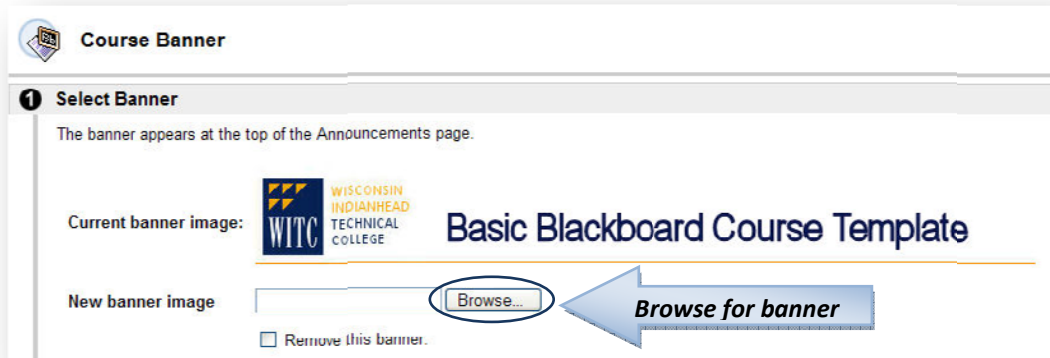 Course Banner
1 Select Banner
The banner appears at the top of the Announcements page.
Current banner image:
WITC
WISCONSIN
INDIANHEAD
TECHNICAL
COLLEGE
Basic Blackboard Course Template
New banner image
Browse...
Browse for banner
Remove this banner.